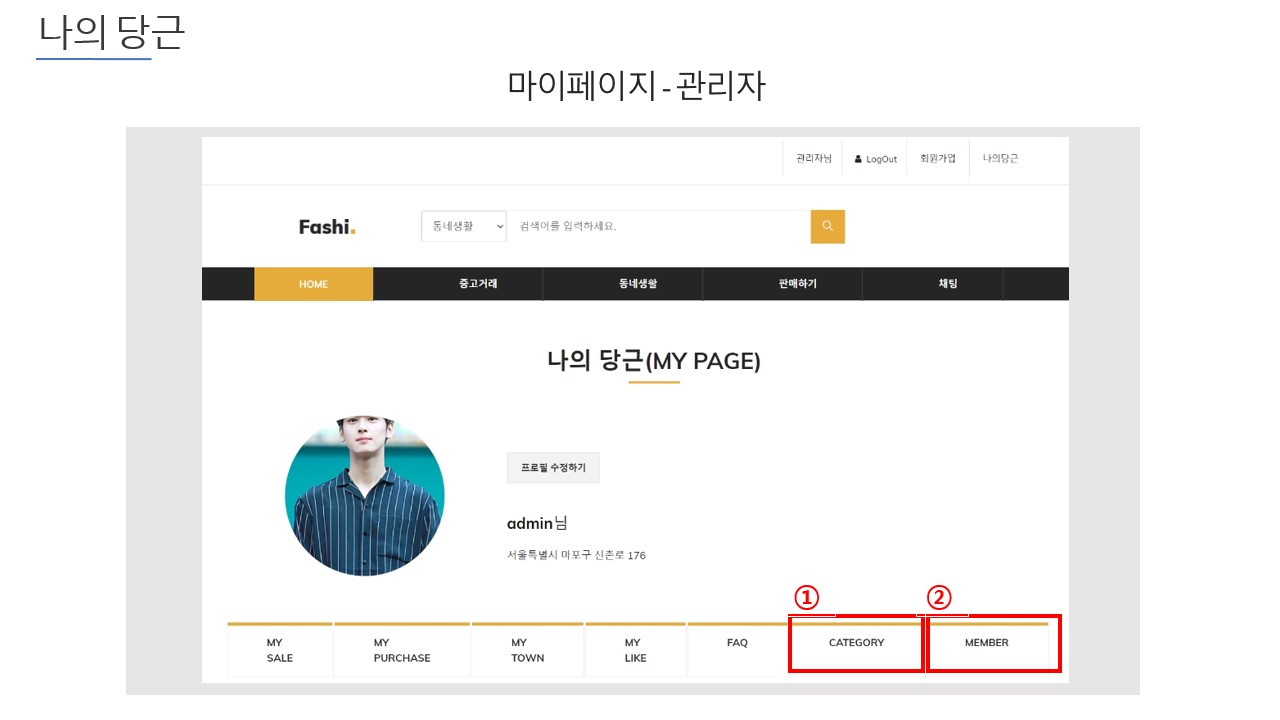 나의 당근
마이페이지 - 관리자
관리자님 LogOut 회원가입 나의당근
Fashi. 동네생활 검색어를 입력하세요.
HOME 중고거래 동네생활 판매하기 채팅
나의 당근(MY PAGE)
프로필 수정하기
admin님
서울특별시 마포구 신촌로 176
① ②
MY SALE
MY PURCHASE
MY TOWN
MY LIKE
FAQ
CATEGORY
MEMBER